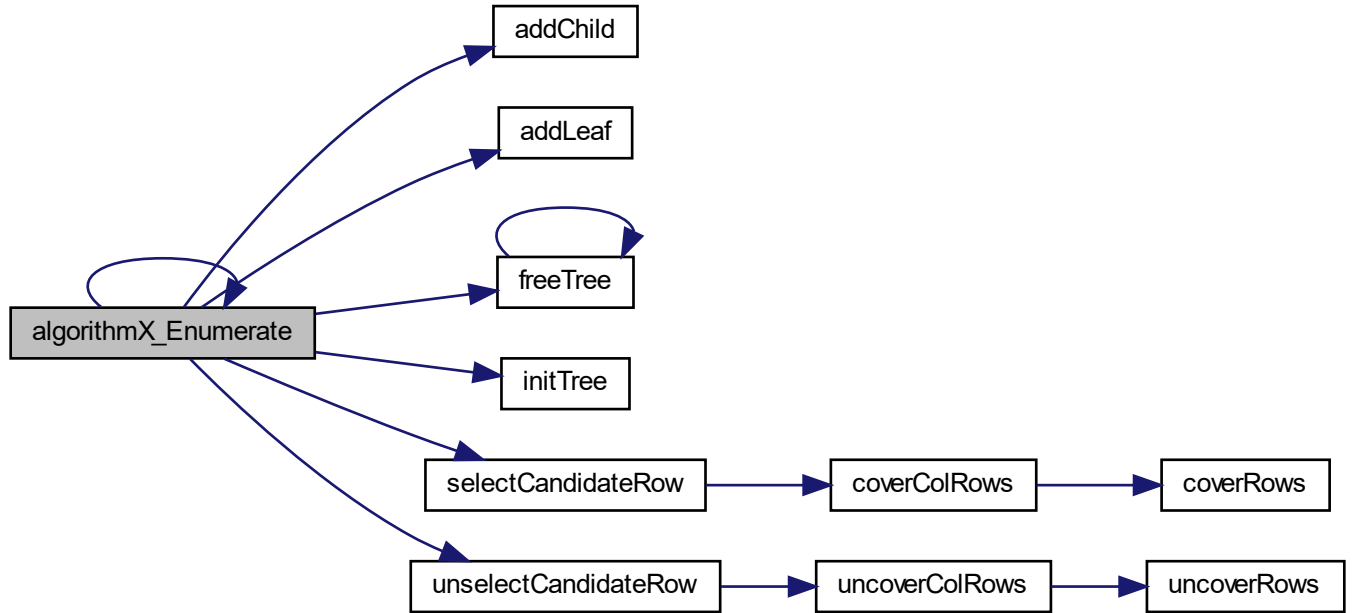 addChild
addLeaf
freeTree
algorithmX_Enumerate
initTree
selectCandidateRow
coverColRows
coverRows
unselectCandidateRow
uncoverColRows
uncoverRows